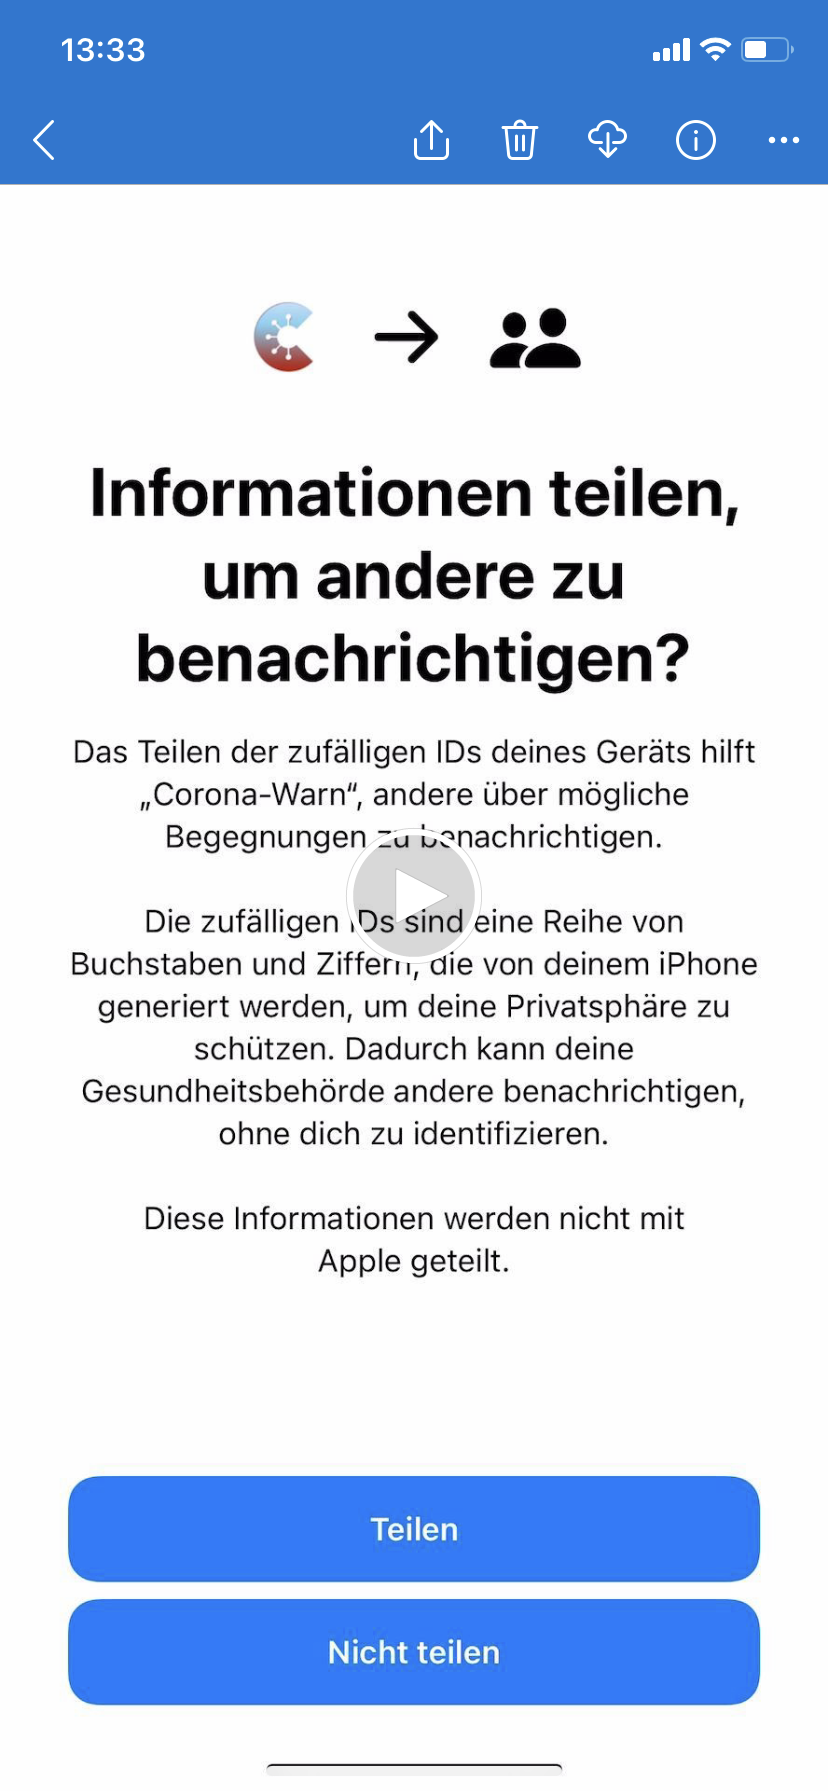 13:33
Informationen teilen,
um andere zu
benachrichtigen?
Das Teilen der zufälligen IDs deines Geräts hilft
„Corona-Warn“, andere über mögliche
Begegnungen zu benachrichtigen.
Die zufälligen IDs sind eine Reihe von
Buchstaben und Ziffern, die von deinem iPhone
generiert werden, um deine Privatsphäre zu
schützen. Dadurch kann deine
Gesundheitsbehörde andere benachrichtigen,
ohne dich zu identifizieren.
Diese Informationen werden nicht mit
Apple geteilt.
Teilen
Nicht teilen